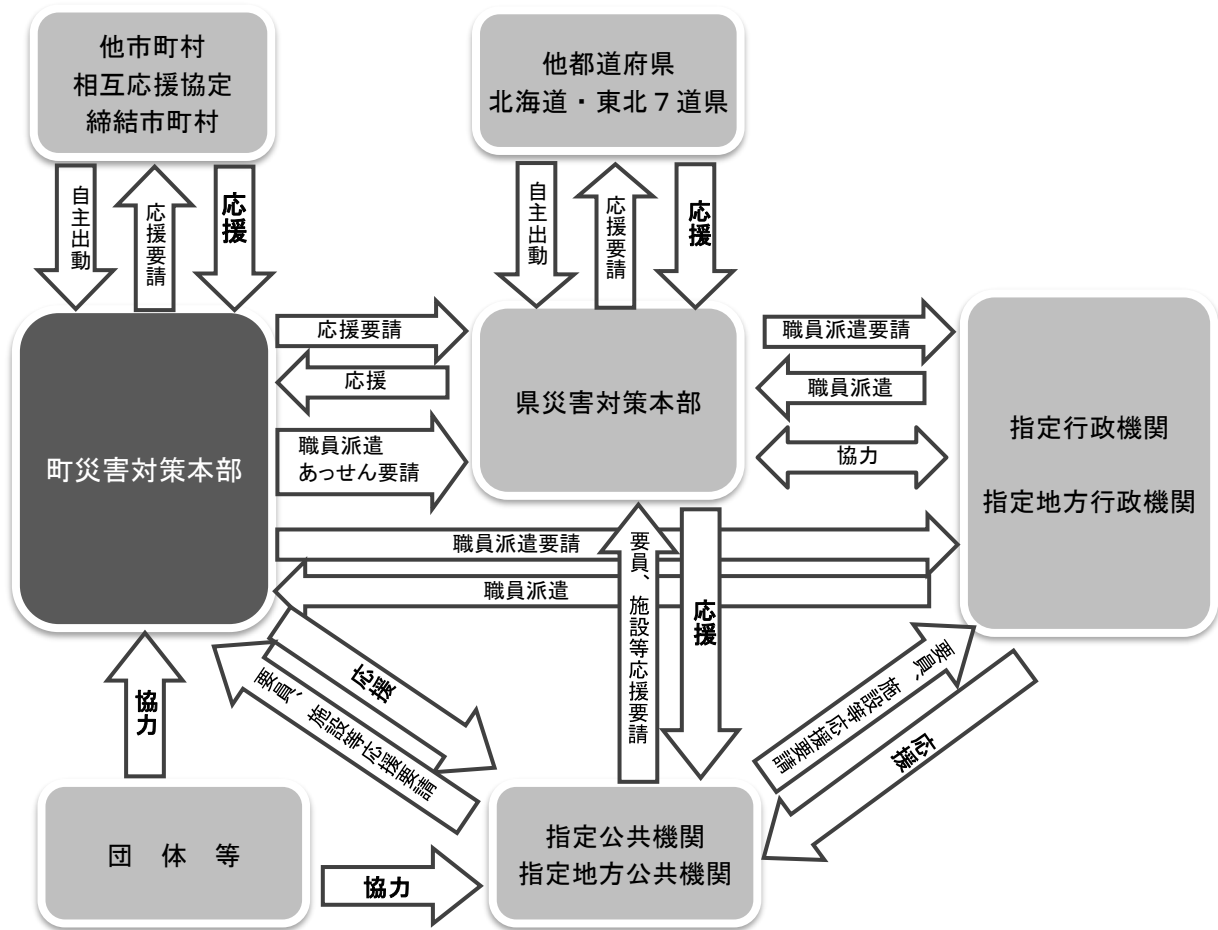 他市町村
相互応援協定
締結市町村
他都道府県
北海道・東北７道県
自主出動
応援要請
応援
自主出動
応援要請
応援
町災害対策本部
応援要請
応援
職員派遣
あっせん要請
県災害対策本部
職員派遣要請
職員派遣
協力
指定行政機関
指定地方行政機関
職員派遣要請
職員派遣
協力
応援
要員、施設等応援要請
要員、施設等応援要請
応援
要員、施設等応援要請
応援
団　体　等
協力
指定公共機関
指定地方公共機関